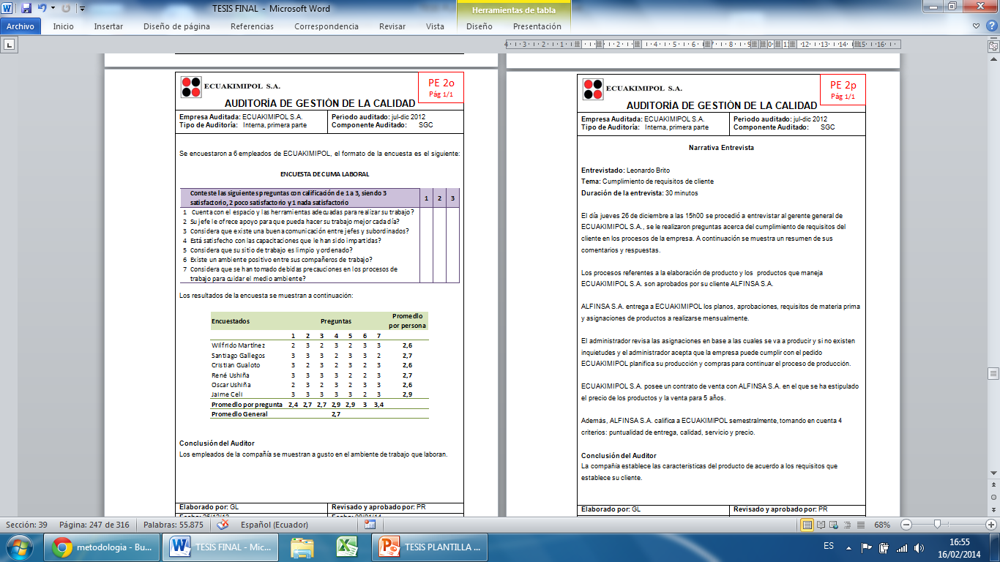 TESIS FINAL - Microsoft Word
Herramientas de tabla
Archivo Inicio Insertar Diseño de página Referencias Correspondencia Revisar Vista Diseño Presentación
ECUAKIMIPOL S.A.
PE 2o
Pág 1/1
AUDITORÍA DE GESTIÓN DE LA CALIDAD
Empresa Auditada: ECUAKIMIPOL S.A. Periodo auditado: jul-dic 2012
Tipo de Auditoría: Interna, primera parte Componente Auditado: SGC
Se encuestaron a 6 empleados de ECUAKIMIPOL, el formato de la encuesta es el siguiente:
ENCUESTA DE CLIMA LABORAL
Conteste las siguientes preguntas con calificación de 1 a 3, siendo 3
satisfactorio, 2 poco satisfactorio y 1 nada satisfactorio 1 2 3
1 Cuenta con el espacio y las herramientas adecuadas para realizar su trabajo?
2 Su jefe le ofrece apoyo para que pueda hacer su trabajo mejor cada día?
3 Considera que existe una buena comunicación entre jefes y subordinados?
4 Está satisfecho con las capacitaciones que le han sido impartidas?
5 Considera que su sitio de trabajo es limpio y ordenado?
6 Existe un ambiente positivo entre sus compañeros de trabajo?
7 Considera que se han tomado debidas precauciones en los procesos de
trabajo para cuidar el medio ambiente?
Los resultados de la encuesta se muestran a continuación:
Encuestados Preguntas Promedio
por persona
1 2 3 4 5 6 7
Wilfrido Martínez 2 3 2 3 2 3 3 2,6
Santiago Gallegos 3 3 3 2 3 3 2 2,7
Cristian Gualoto 3 2 3 2 3 2 3 2,6
René Ushiña 3 3 3 3 2 2 3 2,7
Oscar Ushiña 2 3 2 3 2 3 3 2,6
Jaime Celi 3 3 3 3 3 2 3 2,9
Promedio por pregunta 2,4 2,7 2,7 2,9 2,9 3 3,4
Promedio General 2,7
Conclusión del Auditor
Los empleados de la compañía se muestran a gusto en el ambiente de trabajo que laboran.
Elaborado por: GL Revisado y aprobado por: PR
ECUAKIMIPOL S.A.
PE 2p
Pág 1/1
AUDITORÍA DE GESTIÓN DE LA CALIDAD
Empresa Auditada: ECUAKIMIPOL S.A. Periodo auditado: jul-dic 2012
Tipo de Auditoría: Interna, primera parte Componente Auditado: SGC
Narrativa Entrevista
Entrevistado: Leonardo Brito
Tema: Cumplimiento de requisitos de cliente
Duración de la entrevista: 30 minutos
El día jueves 26 de diciembre a las 15h00 se procedió a entrevistar al gerente general de
ECUAKIMIPOL S.A., se le realizaron preguntas acerca del cumplimiento de requisitos del
cliente en los procesos de la empresa. A continuación se muestra un resumen de sus
comentarios y respuestas.
Los procesos referentes a la elaboración de producto y los productos que maneja
ECUAKIMIPOL S.A. son aprobados por su cliente ALFINSA S.A.
ALFINSA S.A. entrega a ECUAKIMIPOL los planos, aprobaciones, requisitos de materia prima
y asignaciones de productos a realizarse mensualmente.
El administrador revisa las asignaciones en base a las cuales se va a producir y si no existen
inquietudes y el administrador acepta que la empresa puede cumplir con el pedido
ECUAKIMIPOL planifica su producción y compras para continuar el proceso de producción.
ECUAKIMIPOL S.A. posee un contrato de venta con ALFINSA S.A. en el que se ha estipulado
el precio de los productos y la venta para 5 años.
Además, ALFINSA S.A. califica a ECUAKIMIPOL semestralmente, tomando en cuenta 4
criterios: puntualidad de entrega, calidad, servicio y precio.
Conclusión del Auditor
La compañía establece las características del producto de acuerdo a los requisitos que
establece su cliente.
Elaborado por: GL Revisado y aprobado por: PR
Sección: 39 Página: 247 de 316 Palabras: 55.875 Español (Ecuador) 68%
metodologia - Bu... TESIS FINAL - Mic... TESIS PLANTILLA ... ES 16:55
16/02/2014